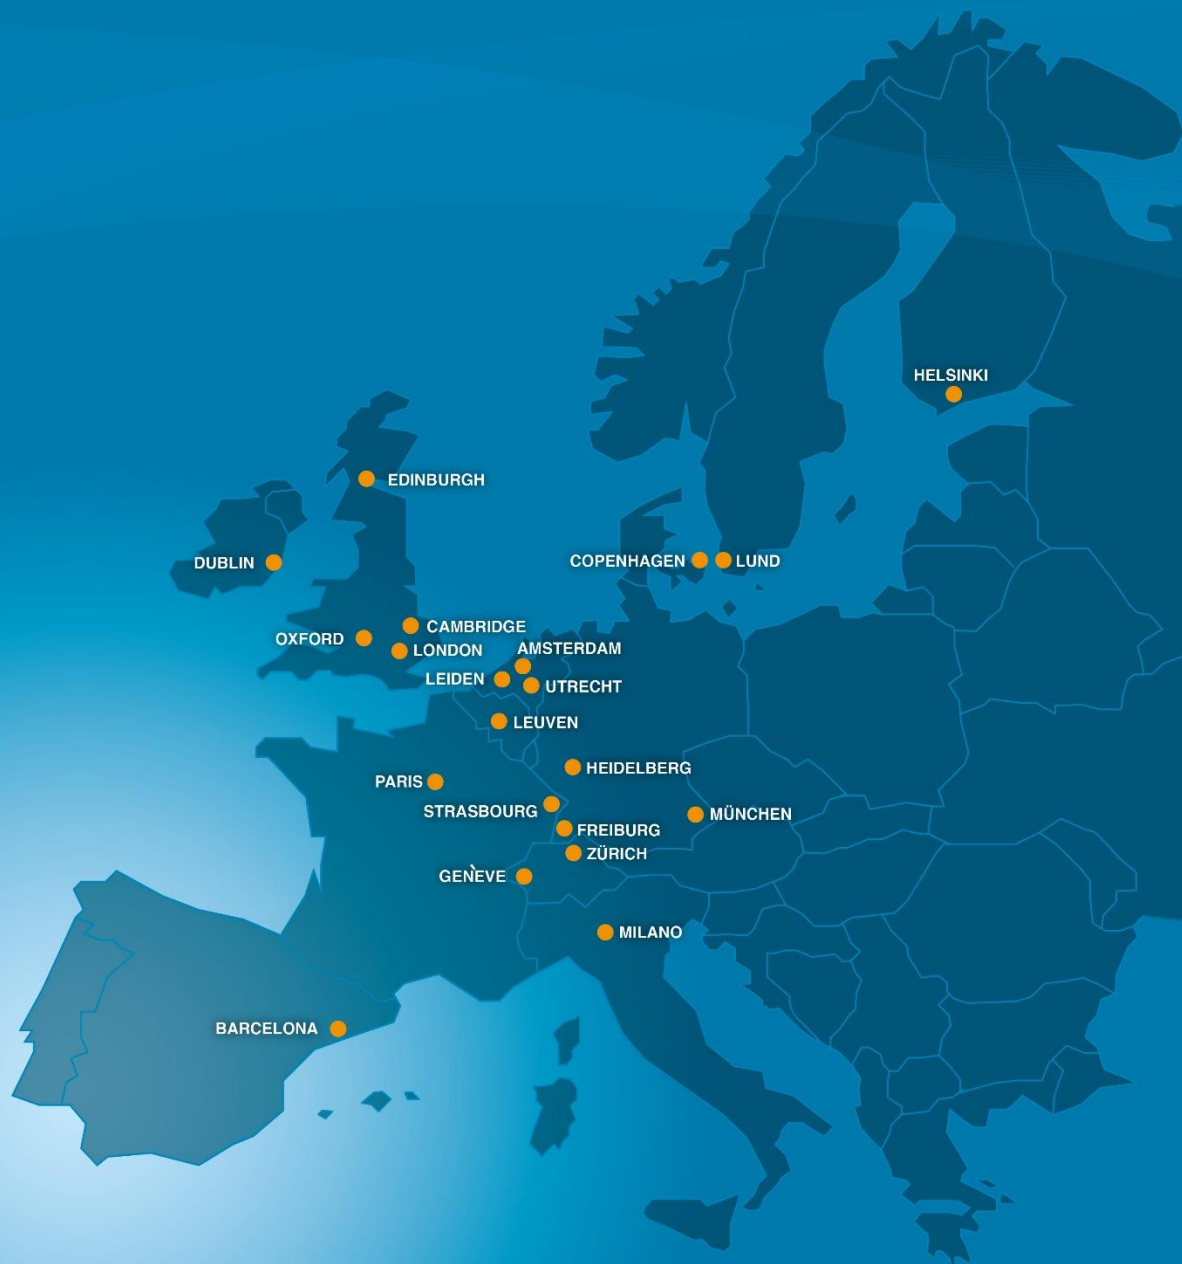 HELSINKI
EDINBURGH
COPENHAGEN
LUND
DUBLIN
CAMBRIDGE
OXFORD
LONDON
AMSTERDAM
LEIDEN
UTRECHT
LEUVEN
HEIDELBERG
PARIS
STRASBOURG
MÜNCHEN
FREIBURG
ZÜRICH
GENÈVE
MILANO
BARCELONA